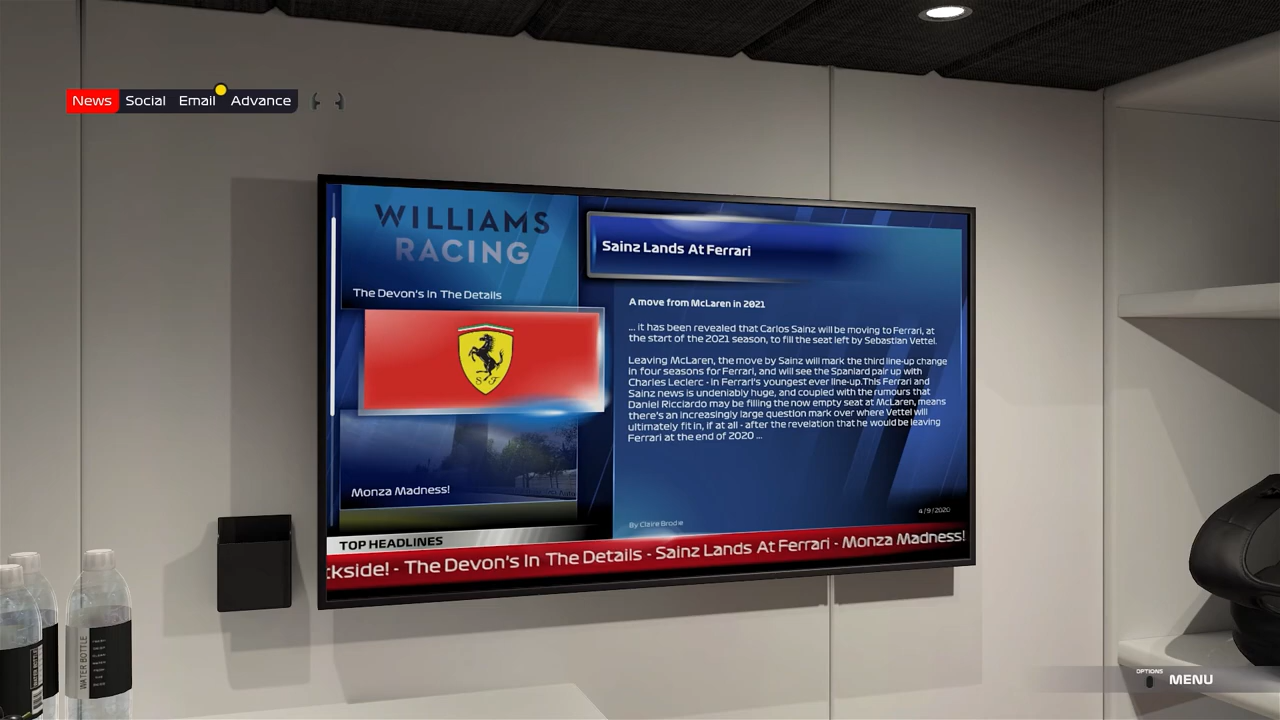 News Social Email Advance
WILLIAMS
RACING
The Devon's In The Details
S F
Monza Madness!
Sainz Lands At Ferrari
A move from McLaren in 2021
... it has been revealed that Carlos Sainz will be moving to Ferrari, at
the start of the 2021 season, to fill the seat left by Sebastian Vettel.
Leaving McLaren, the move by Sainz will mark the third line-up change
in four seasons for Ferrari, and will see the Spaniard pair up with
Charles Leclerc - in Ferrari's youngest ever line-up.This Ferrari and
Sainz news is undeniably huge, and coupled with the rumours that
Daniel Ricciardo may be filling the now empty seat at McLaren, means
there's an increasingly large question mark over where Vettel will
ultimately fit in, if at all - after the revelation that he would be leaving
Ferrari at the end of 2020 ...
4/9/2020
By Claire Brodie
TOP HEADLINES
ckside! - The Devon's In The Details - Sainz Lands At Ferrari - Monza Madness!
WATER BOTTLE
OPTIONS
MENU